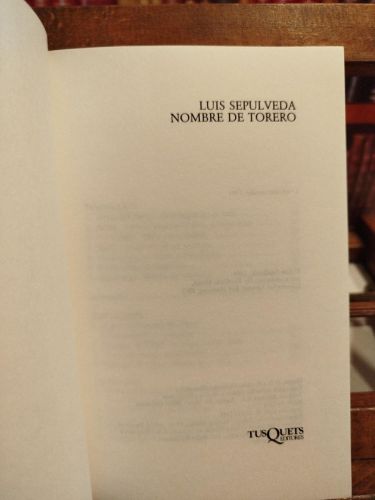 LUIS SEPULVEDA
NOMBRE DE TORERO
TUSQUETS
EDITORES